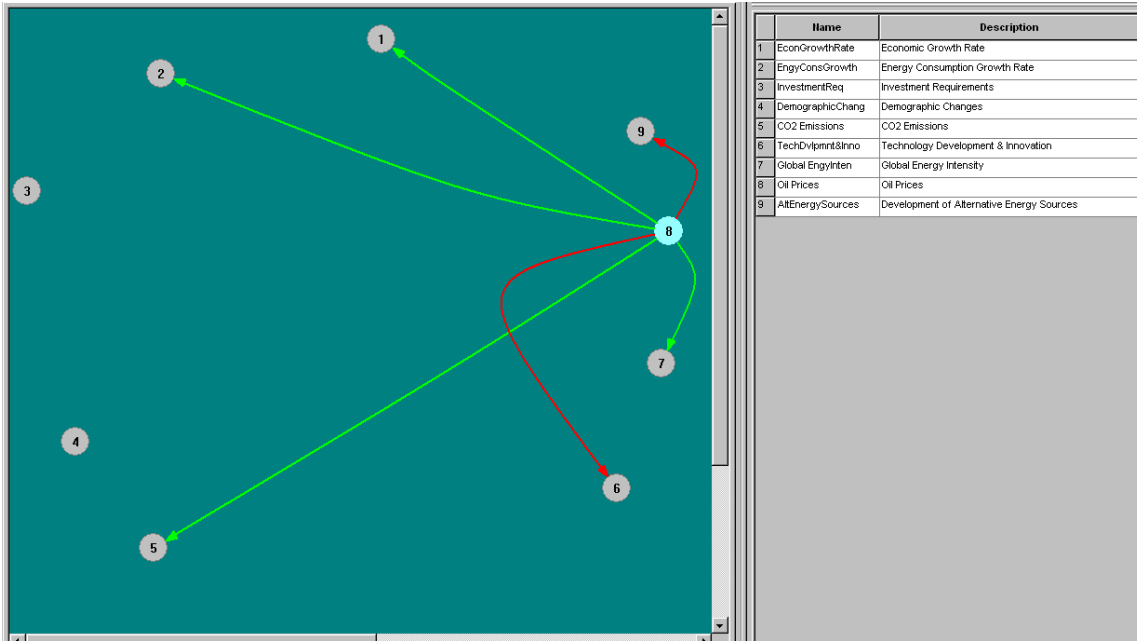 1
2
9
3
8
7
4
6
5
Name Description
1 EconGrowthRate Economic Growth Rate
2 EngyConsGrowth Energy Consumption Growth Rate
3 InvestmentReq Investment Requirements
4 DemographicChang Demographic Changes
5 CO2 Emissions CO2 Emissions
6 TechDvlpmnt&Inno Technology Development & Innovation
7 Global EngyInten Global Energy Intensity
8 Oil Prices Oil Prices
9 AltEnergySources Development of Alternative Energy Sources